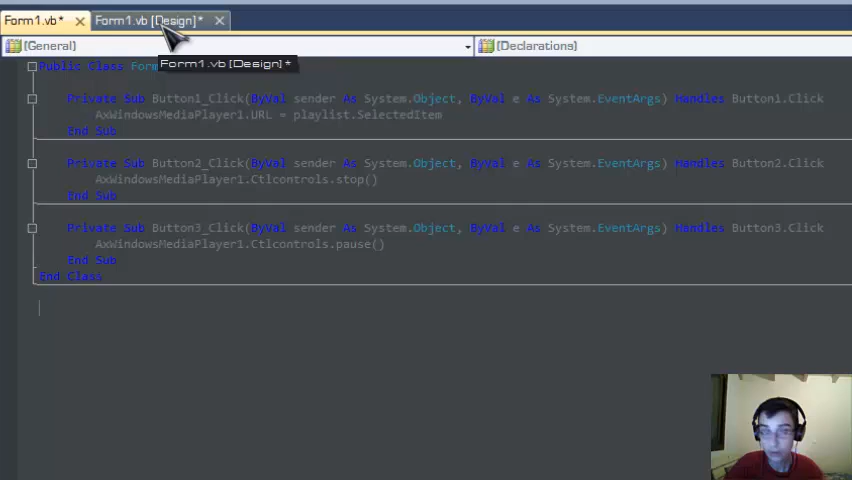 Form1.vb* Form1.vb [Design]*
(General) (Declarations)
Form1.vb [Design]*
Public Class Form
Private Sub Button1_Click(ByVal sender As System.Object, ByVal e As System.EventArgs) Handles Button1.Click
AxWindowsMediaPlayer1.URL = playlist.SelectedItem
End Sub
Private Sub Button2_Click(ByVal sender As System.Object, ByVal e As System.EventArgs) Handles Button2.Click
AxWindowsMediaPlayer1.Ctlcontrols.stop()
End Sub
Private Sub Button3_Click(ByVal sender As System.Object, ByVal e As System.EventArgs) Handles Button3.Click
AxWindowsMediaPlayer1.Ctlcontrols.pause()
End Sub
End Class